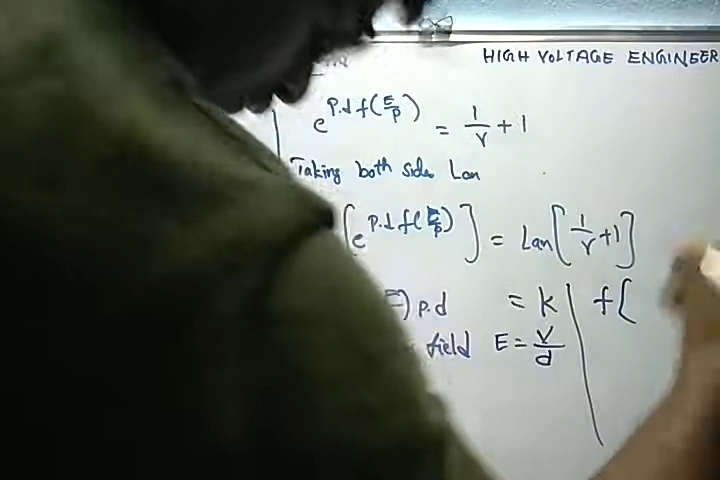 HIGH VOLTAGE ENGINEER
e^{p.d f(E/p)} = 1/γ + 1
Taking both side Lan
[e^{p.d f(E/p)}] = Lan[1/γ + 1]
) p.d = K
f(
field E = V/d